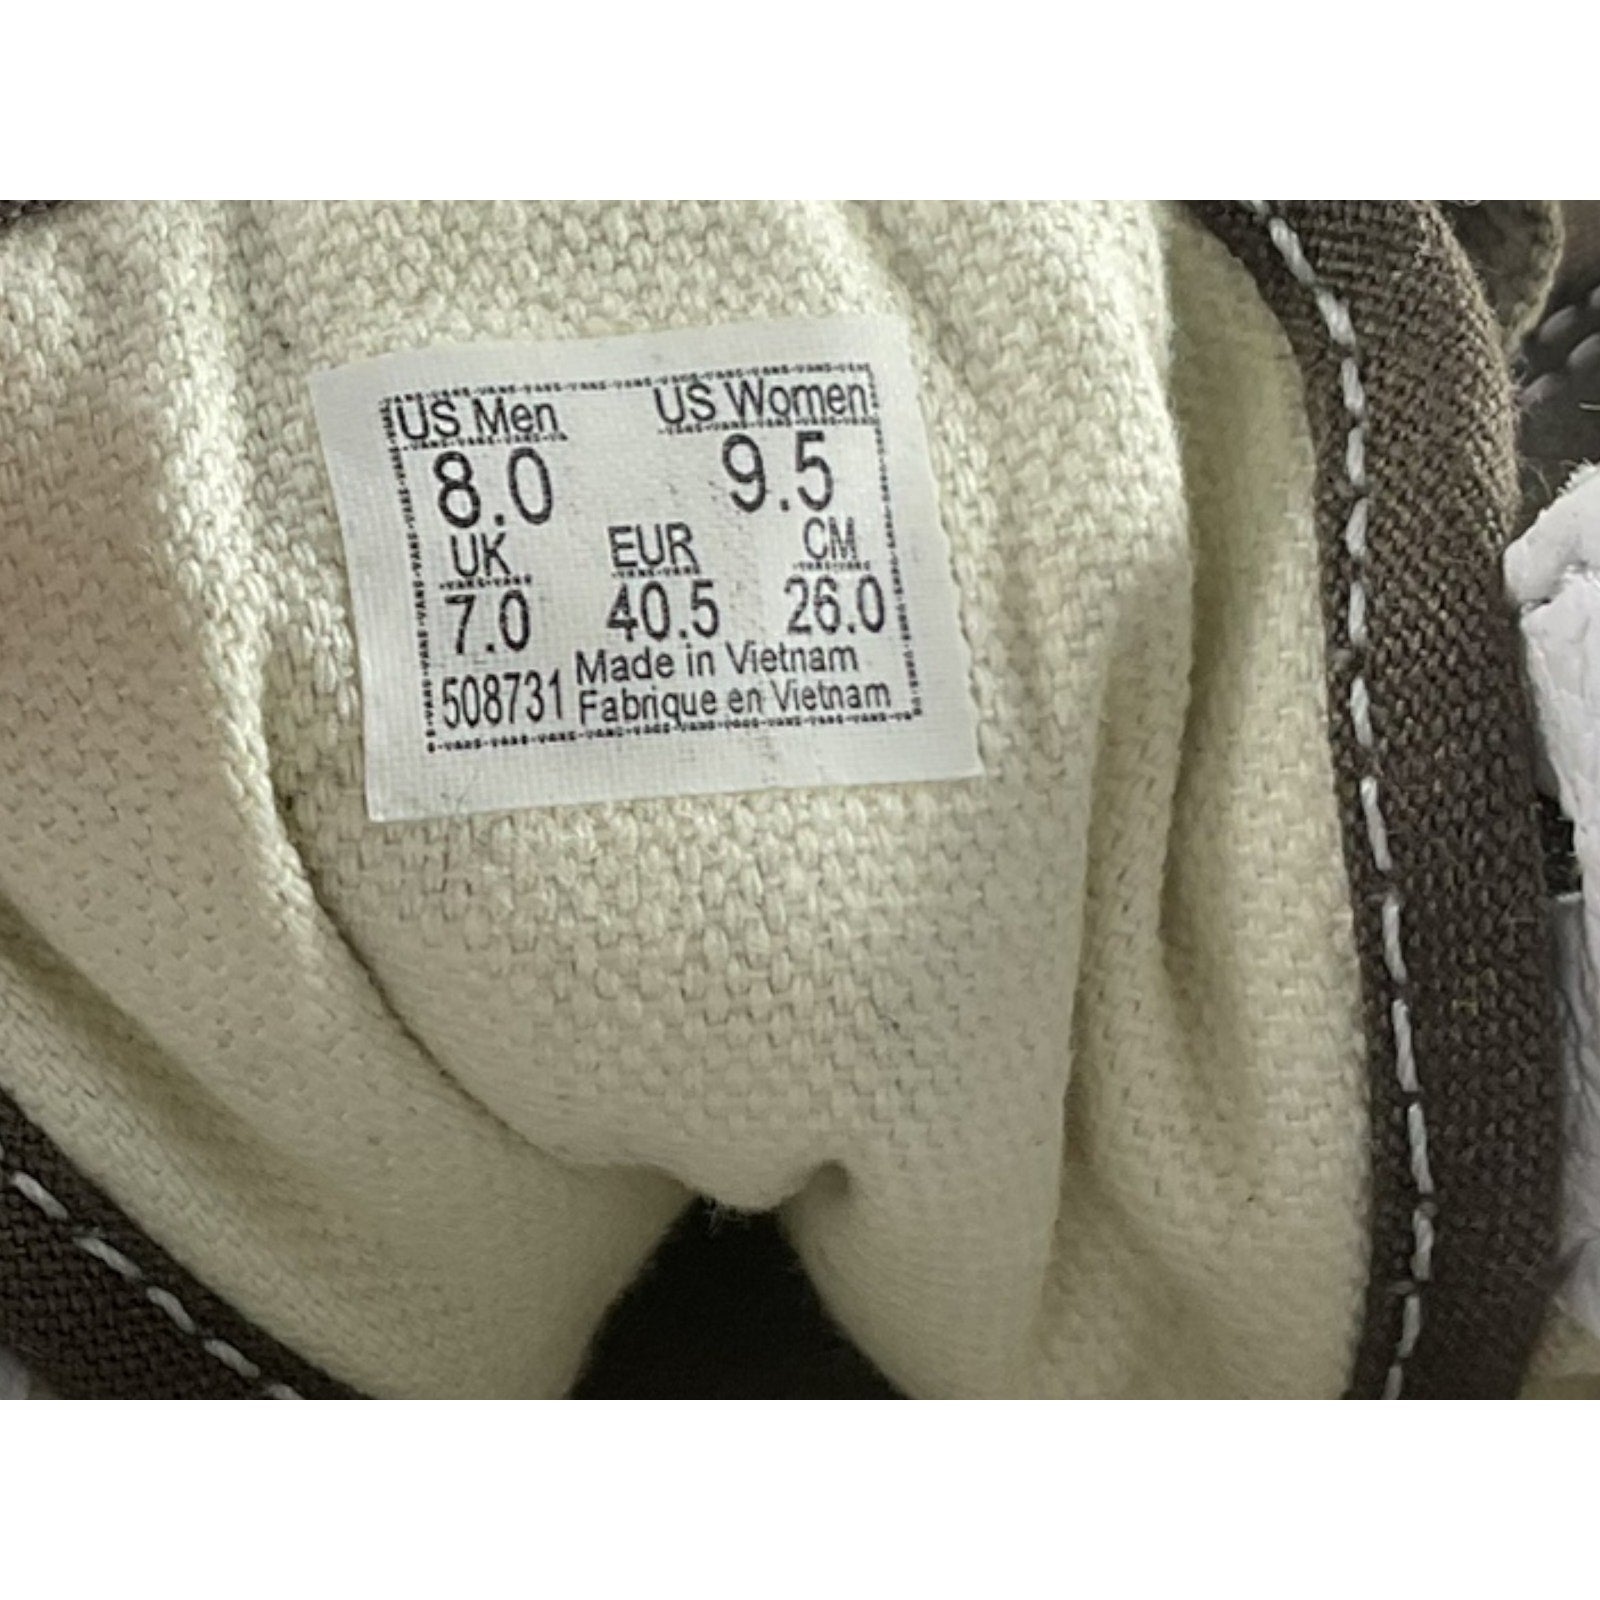 US Men US Women
8.0 9.5
UK EUR CM
7.0 40.5 26.0
Made in Vietnam
508731 Fabrique en Vietnam